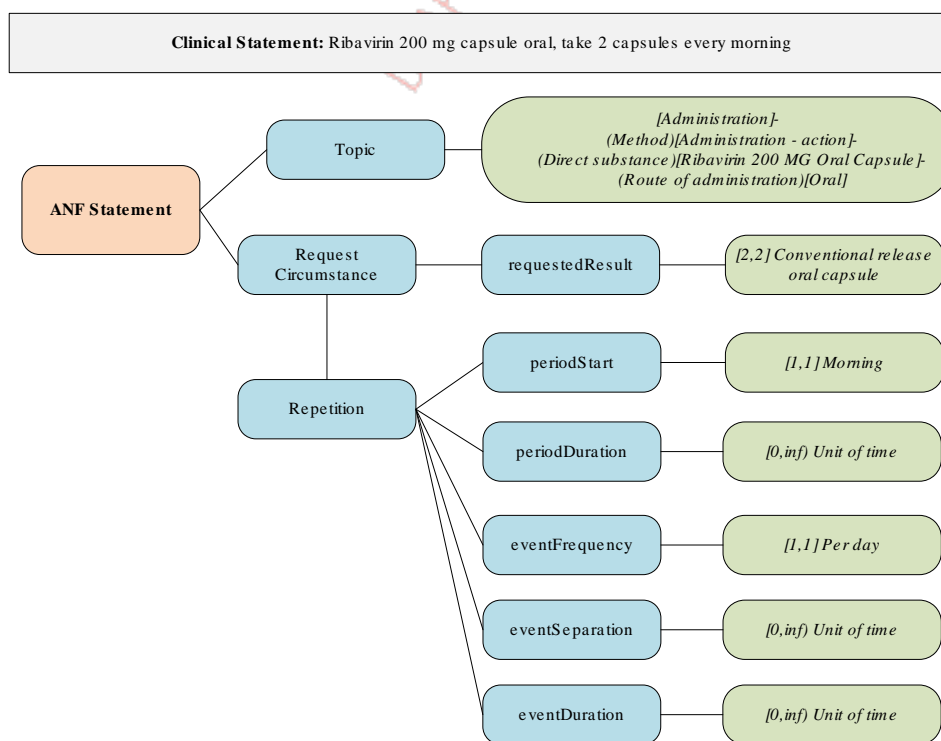 Clinical Statement: Ribavirin 200 mg capsule oral, take 2 capsules every morning
[Administration]-
(Method)[Administration - action]-
(Direct substance)[Ribavirin 200 MG Oral Capsule]-
(Route of administration)[Oral]
Topic
ANF Statement
Request
Circumstance
requestedResult
[2,2] Conventional release
oral capsule
periodStart
[1,1] Morning
Repetition
periodDuration
[0,inf) Unit of time
eventFrequency
[1,1] Per day
eventSeparation
[0,inf) Unit of time
eventDuration
[0,inf) Unit of time